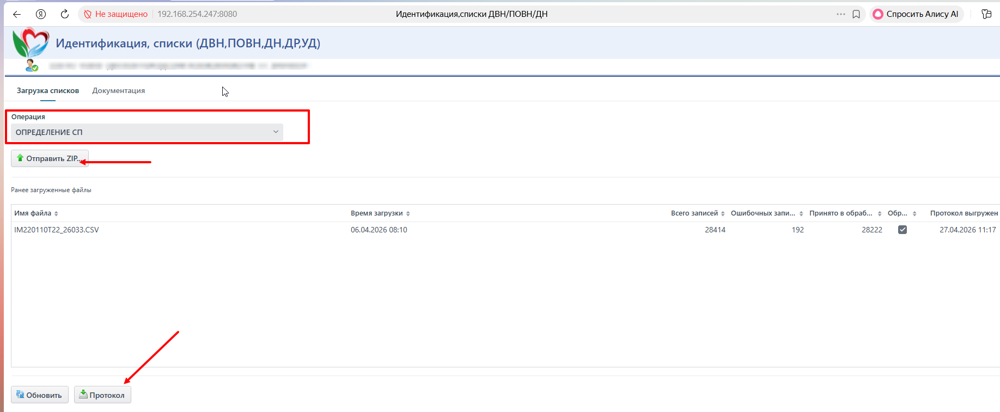 Не защищено 192.168.254.247:8080 Идентификация,списки ДВН/ПОВН/ДН Спросить Алису AI
Идентификация, списки (ДВН,ПОВН,ДН,ДР,УД)
Загрузка списков Документация
Операция
ОПРЕДЕЛЕНИЕ СП
Отправить ZIP...
Ранее загруженные файлы
Имя файла Время загрузки Всего записей Ошибочных запи... Принято в обраб... Обр... Протокол выгружен
IM220110T22_26033.CSV 06.04.2026 08:10 28414 192 28222 27.04.2026 11:17
Обновить Протокол